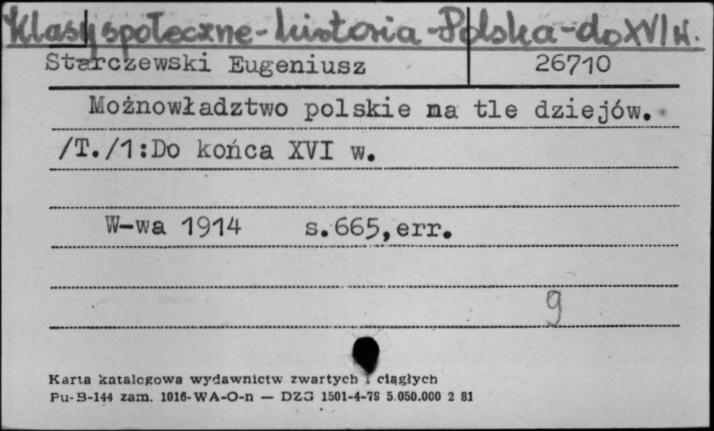 Klasy społeczne - historia - Polska - do XVI w.
Starczewski Eugeniusz 26710
Możnowładztwo polskie na tle dziejów.
/T./1:Do końca XVI w.
W-wa 1914 s.665,err.
9
Karta katalogowa wydawnictw zwartych i ciągłych
Pu-B-144 zam. 1016-WA-O-n — DZG 1501-4-79 5.050.000 2 81